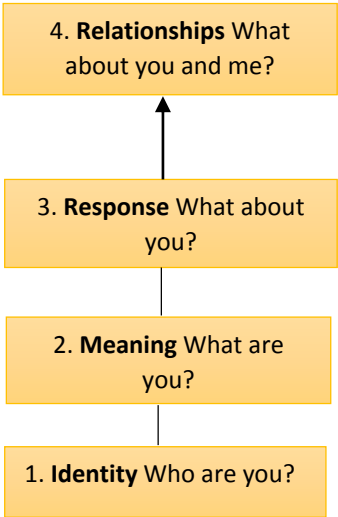 4. Relationships What
about you and me?
3. Response What about
you?
2. Meaning What are
you?
1. Identity Who are you?